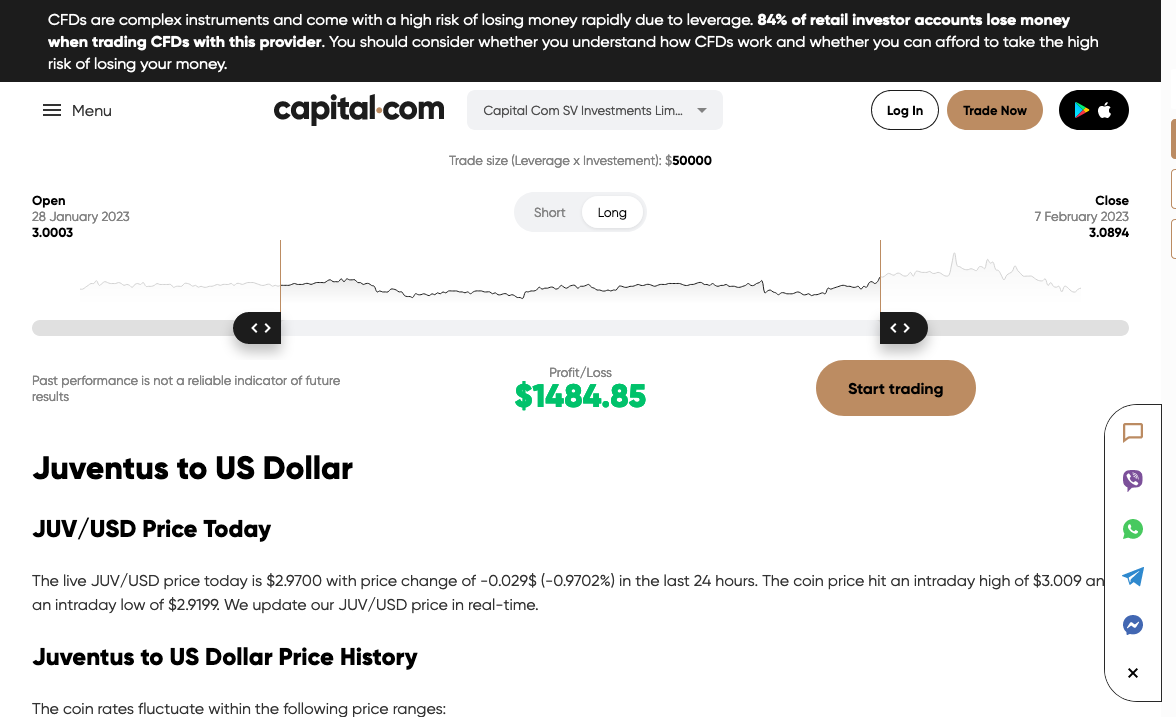 CFDs are complex instruments and come with a high risk of losing money rapidly due to leverage. 84% of retail investor accounts lose money
when trading CFDs with this provider. You should consider whether you understand how CFDs work and whether you can afford to take the high
risk of losing your money.
Menu
capital.com
Capital Com SV Investments Lim...
Log In
Trade Now
Trade size (Leverage x Investement): $50000
Open
28 January 2023
3.0003
Short
Long
Close
7 February 2023
3.0894
Past performance is not a reliable indicator of future
results
Profit/Loss
$1484.85
Start trading
Juventus to US Dollar
JUV/USD Price Today
The live JUV/USD price today is $2.9700 with price change of -0.029$ (-0.9702%) in the last 24 hours. The coin price hit an intraday high of $3.009 an
an intraday low of $2.9199. We update our JUV/USD price in real-time.
Juventus to US Dollar Price History
The coin rates fluctuate within the following price ranges: